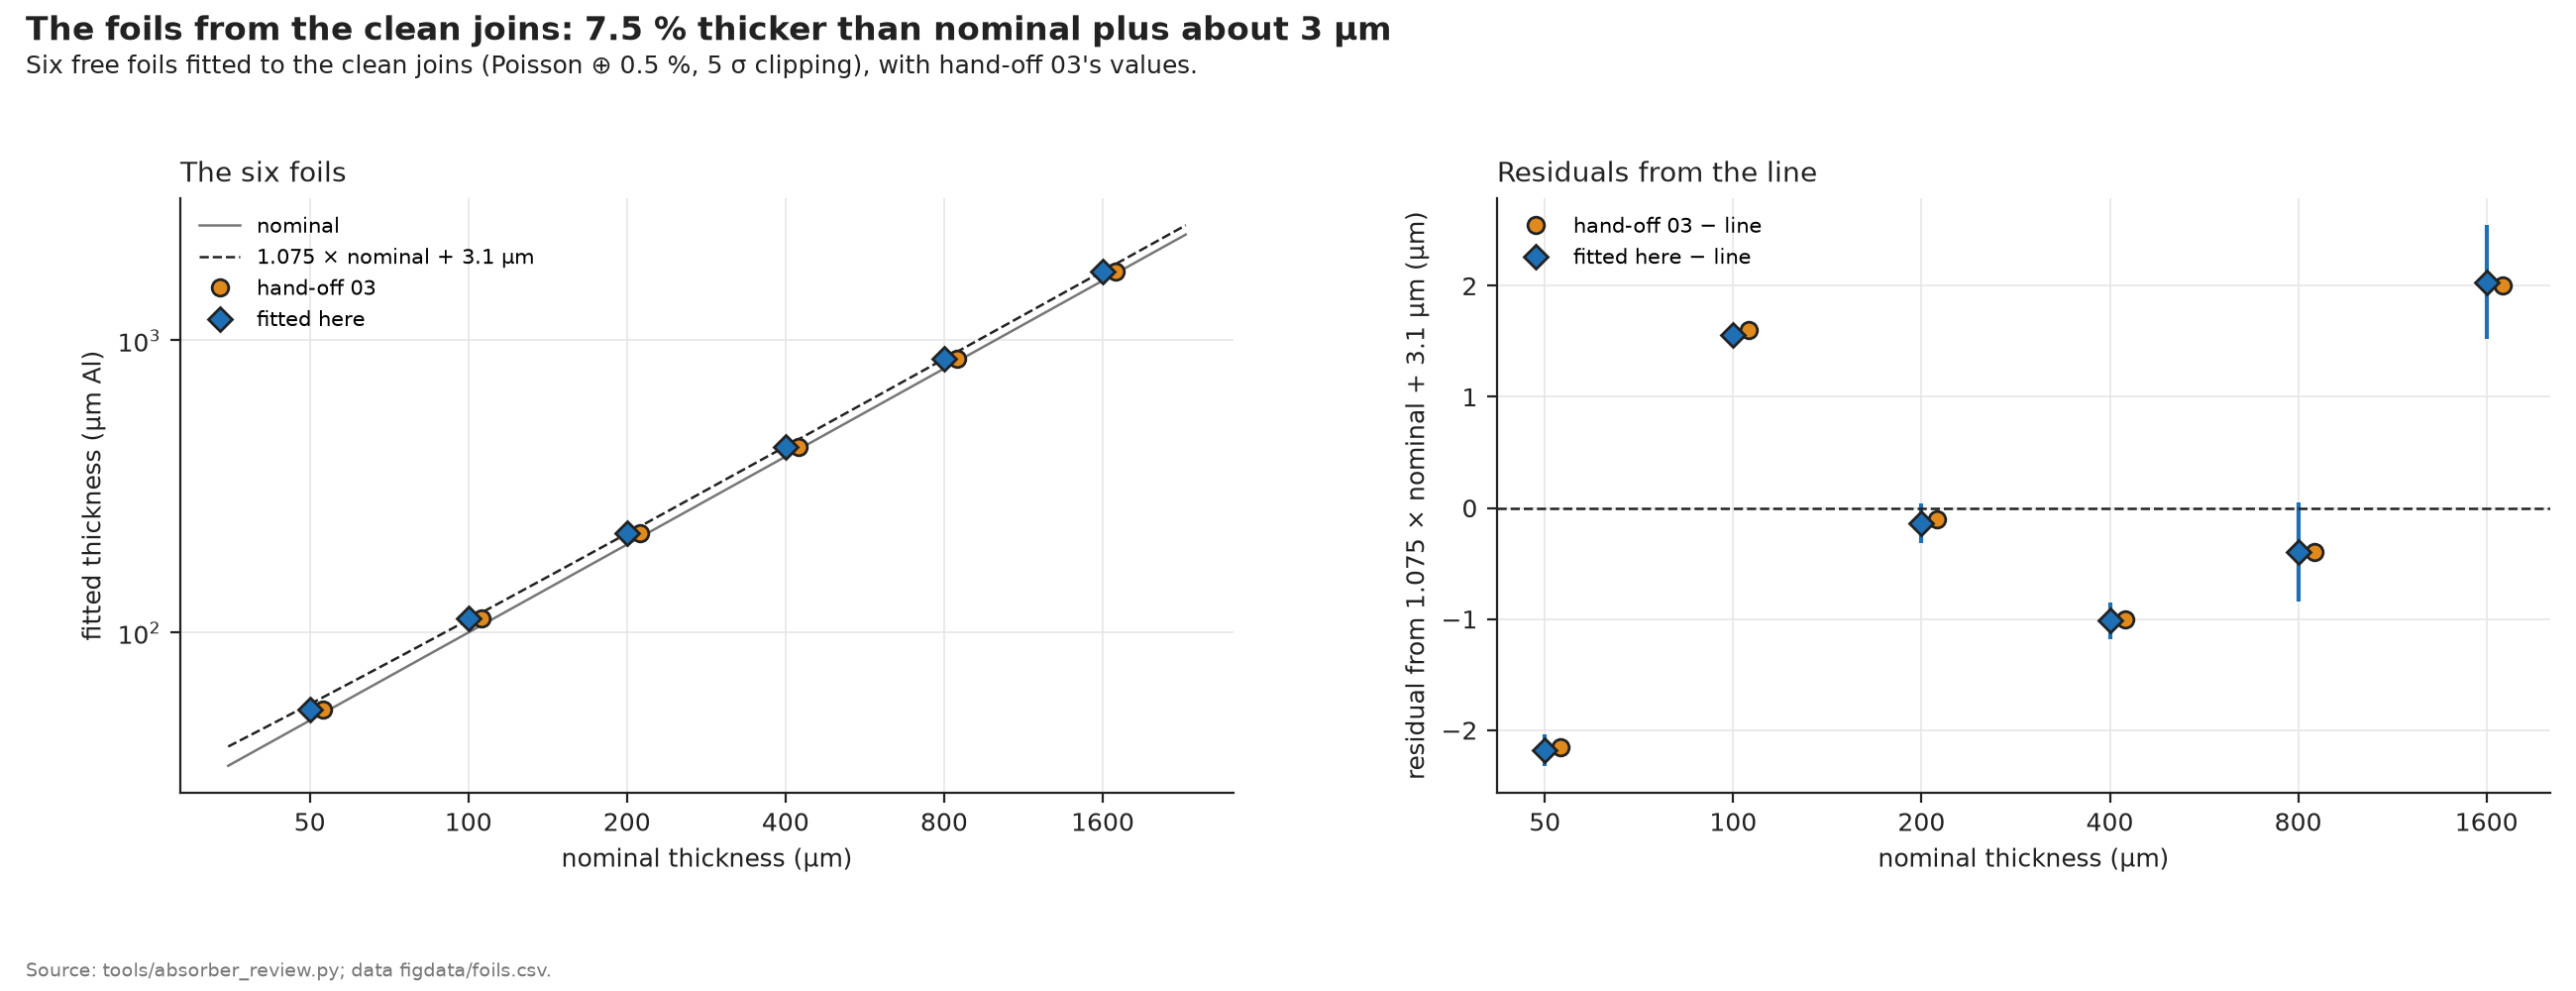 The foils from the clean joins: 7.5 % thicker than nominal plus about 3 µm
Six free foils fitted to the clean joins (Poisson ⊕ 0.5 %, 5 σ clipping), with hand-off 03's values.
The six foils
nominal
1.075 × nominal + 3.1 µm
hand-off 03
fitted here
fitted thickness (µm Al)
10³
10²
50 100 200 400 800 1600
nominal thickness (µm)
Residuals from the line
hand-off 03 − line
fitted here − line
residual from 1.075 × nominal + 3.1 µm (µm)
2
1
0
−1
−2
50 100 200 400 800 1600
nominal thickness (µm)
Source: tools/absorber_review.py; data figdata/foils.csv.